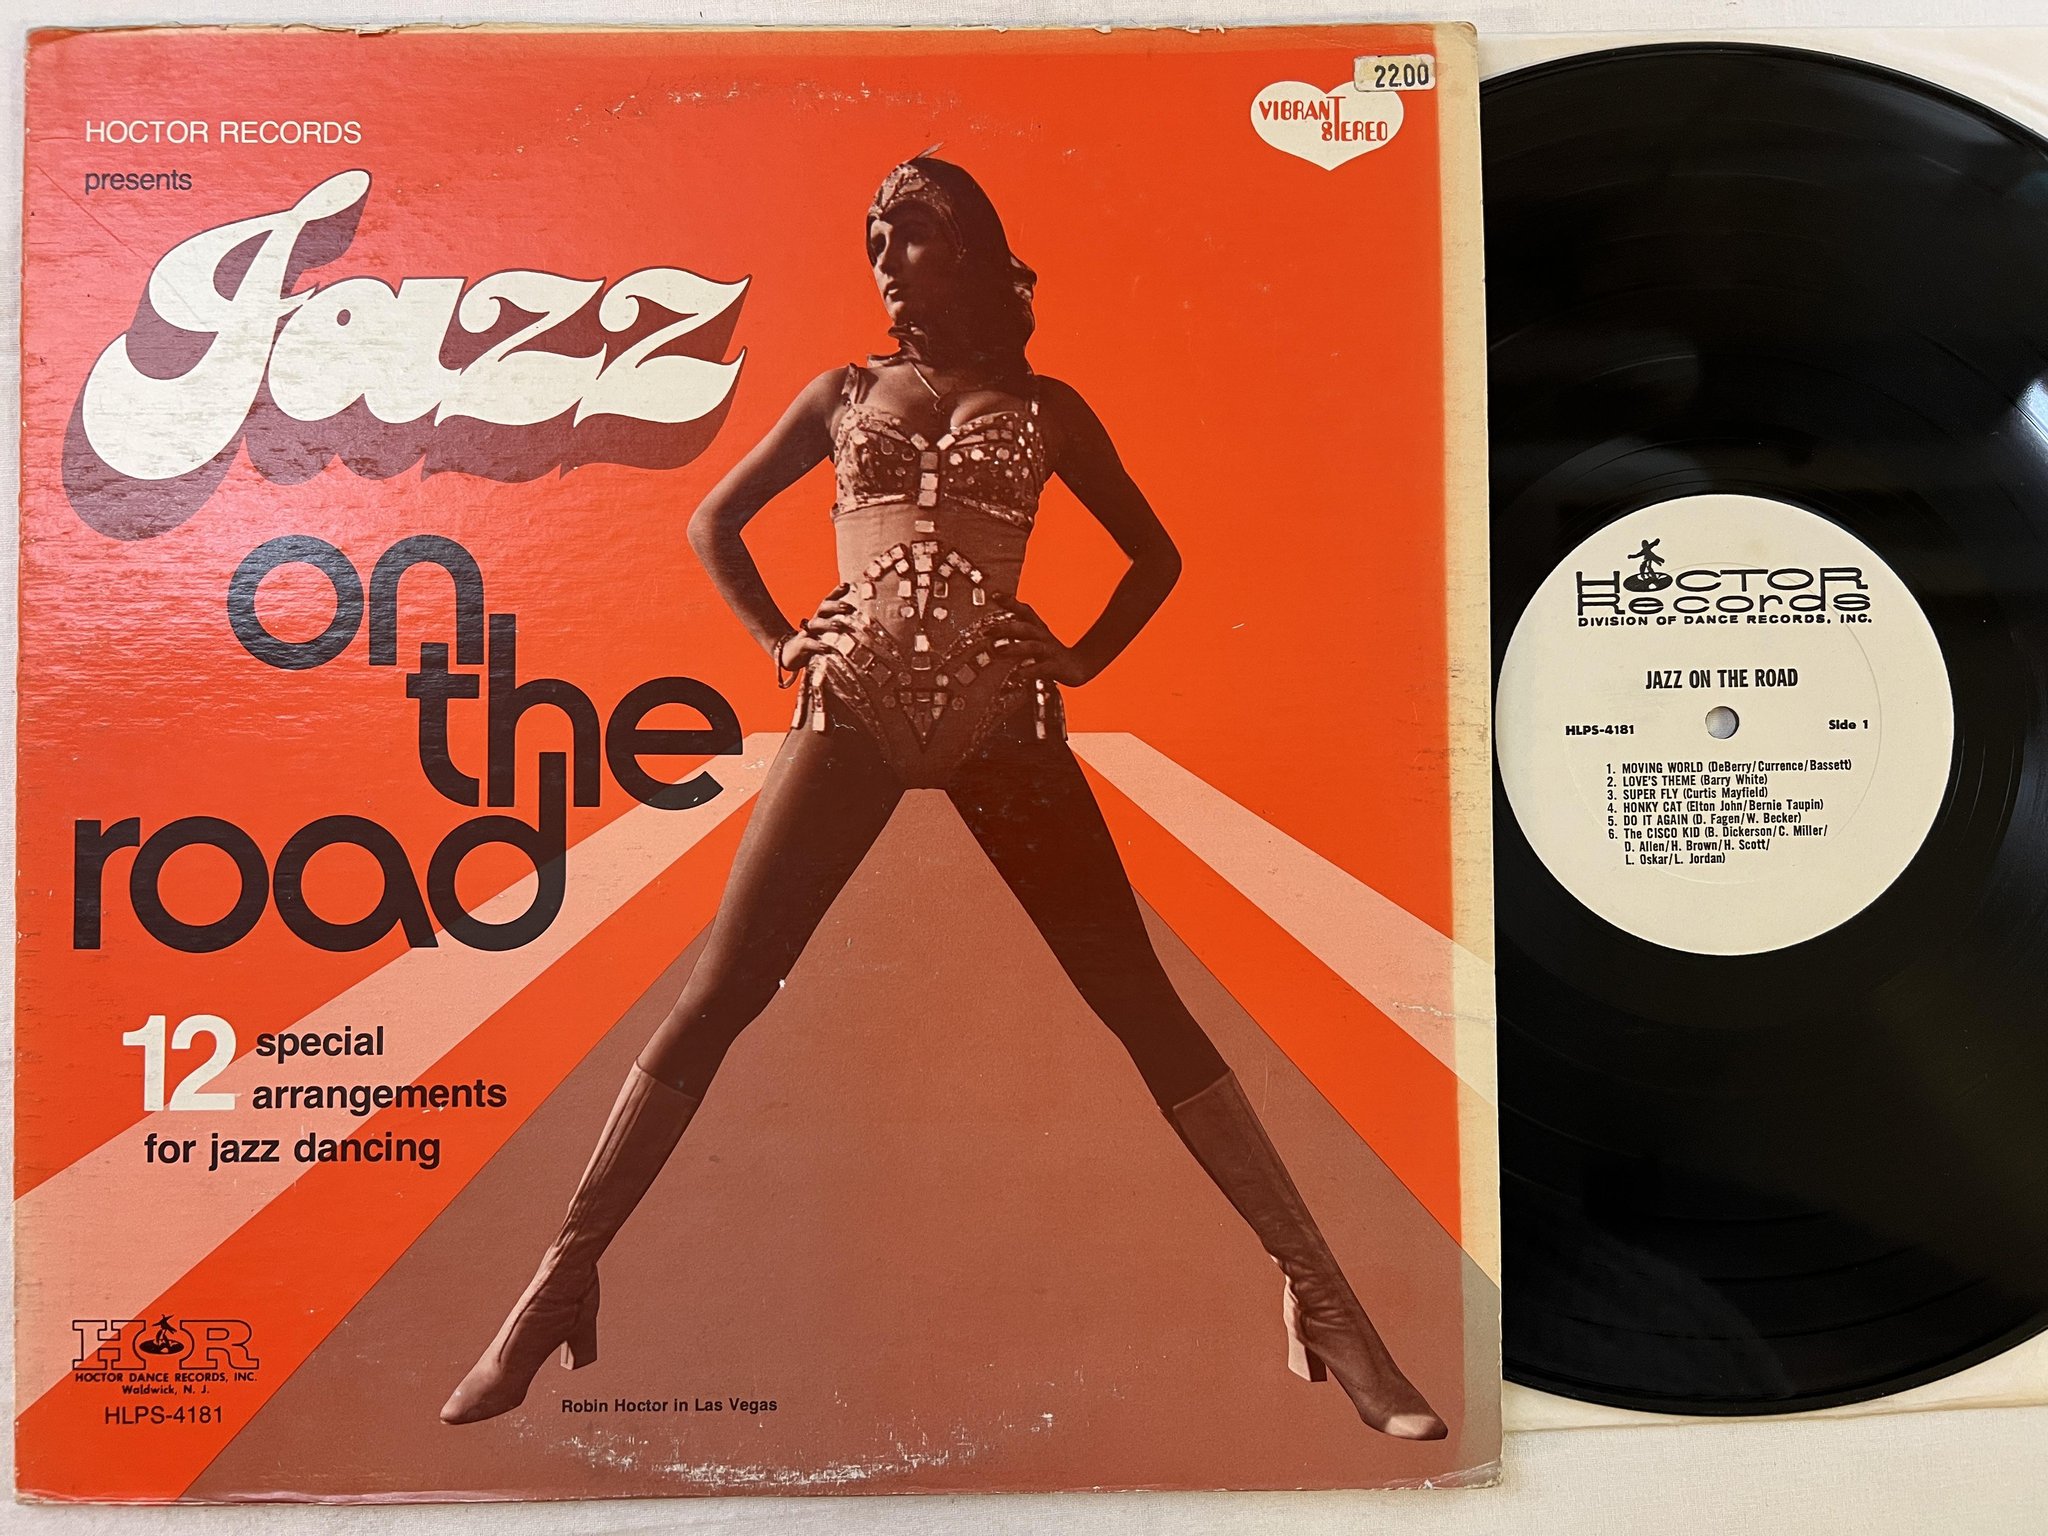 HOCTOR RECORDS
presents
Jazz
on
the
road
12 special
arrangements
for jazz dancing
HR
HOCTOR DANCE RECORDS, INC.
Waldwick, N. J.
HLPS-4181
Robin Hoctor in Las Vegas
2200
VIBRANT
STEREO
HOCTOR
Records
DIVISION OF DANCE RECORDS, INC.
JAZZ ON THE ROAD
HLPS-4181 Side 1
1. MOVING WORLD (DeBerry/Currence/Bassett)
2. LOVE'S THEME (Barry White)
3. SUPER FLY (Curtis Mayfield)
4. HONKY CAT (Elton John/Bernie Taupin)
5. DO IT AGAIN (D. Fagen/W. Becker)
6. The CISCO KID (B. Dickerson/C. Miller/
D. Allen/H. Brown/H. Scott/
L. Oskar/L. Jordan)